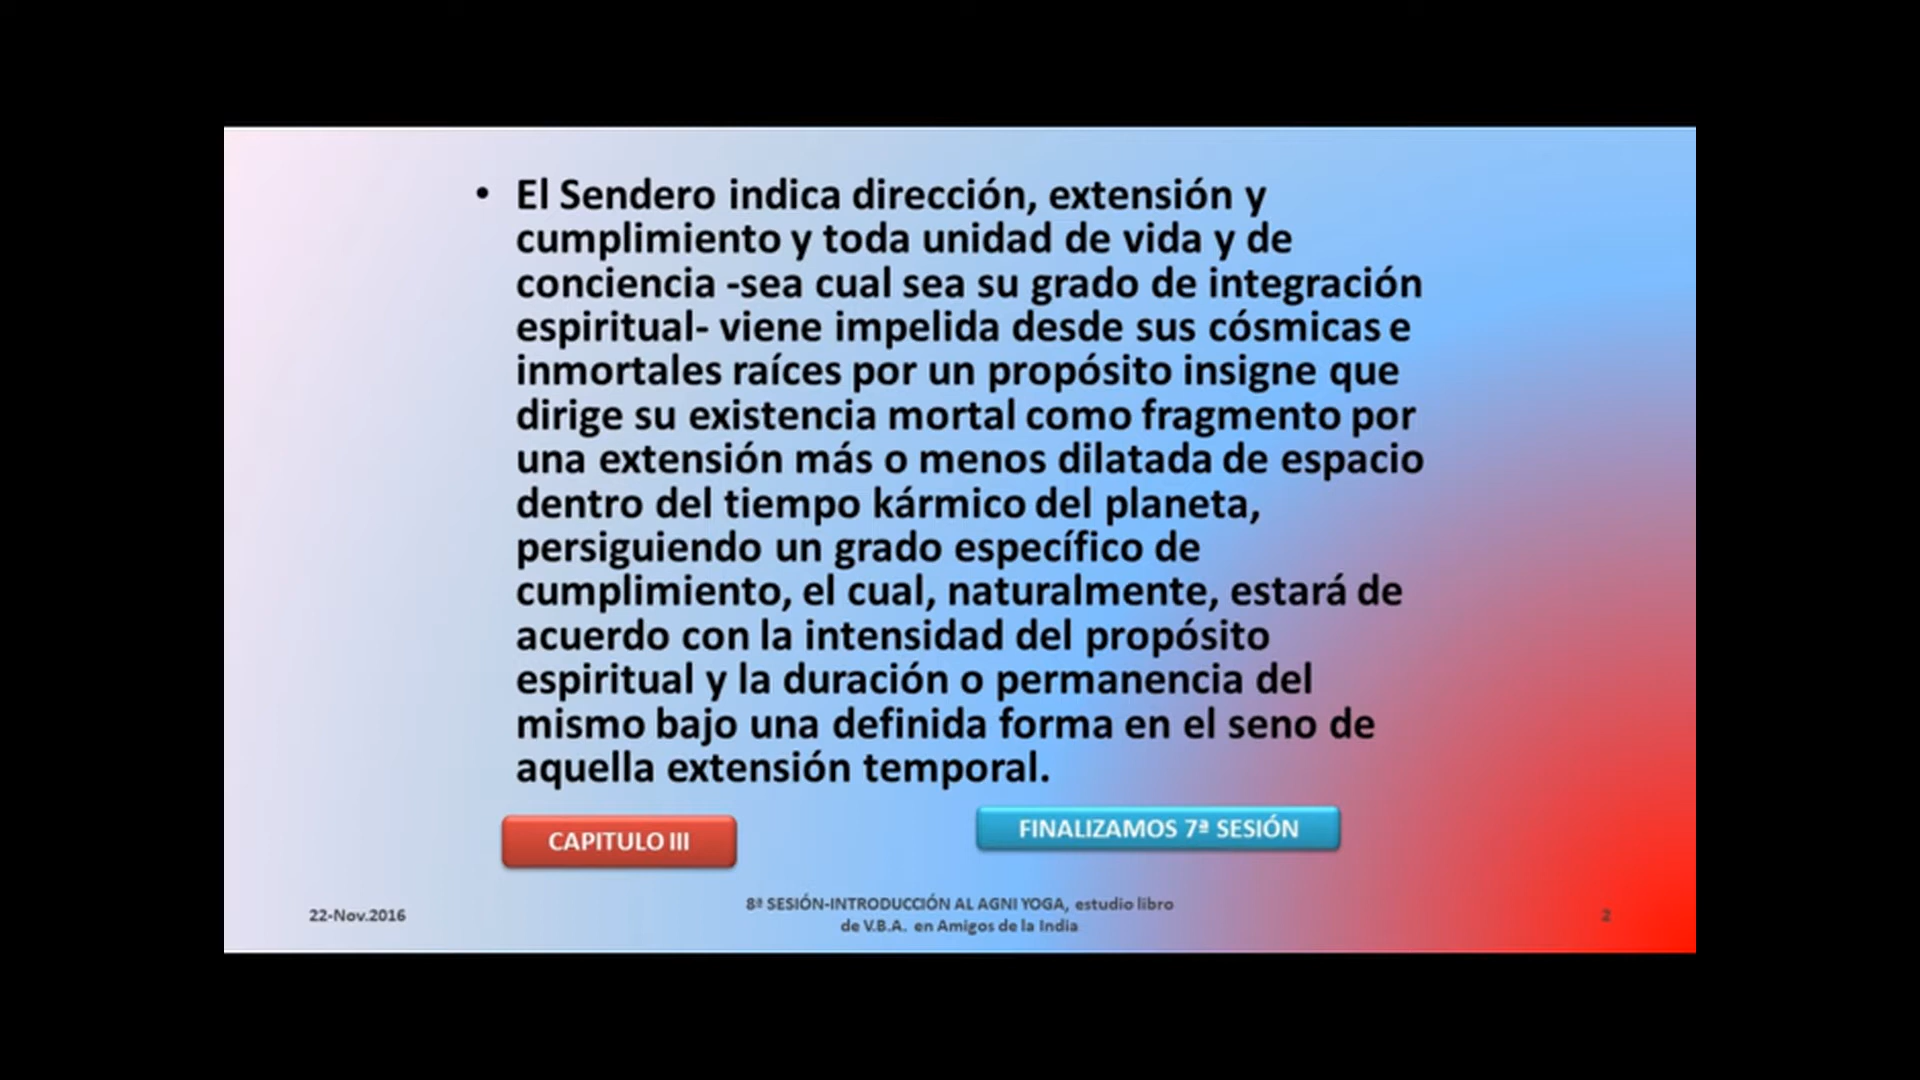 • El Sendero indica dirección, extensión y
cumplimiento y toda unidad de vida y de
conciencia -sea cual sea su grado de integración
espiritual- viene impelida desde sus cósmicas e
inmortales raíces por un propósito insigne que
dirige su existencia mortal como fragmento por
una extensión más o menos dilatada de espacio
dentro del tiempo kármico del planeta,
persiguiendo un grado específico de
cumplimiento, el cual, naturalmente, estará de
acuerdo con la intensidad del propósito
espiritual y la duración o permanencia del
mismo bajo una definida forma en el seno de
aquella extensión temporal.
CAPITULO III
FINALIZAMOS 7ª SESIÓN
22-Nov.2016
8ª SESIÓN-INTRODUCCIÓN AL AGNI YOGA, estudio libro
de V.B.A. en Amigos de la India
2